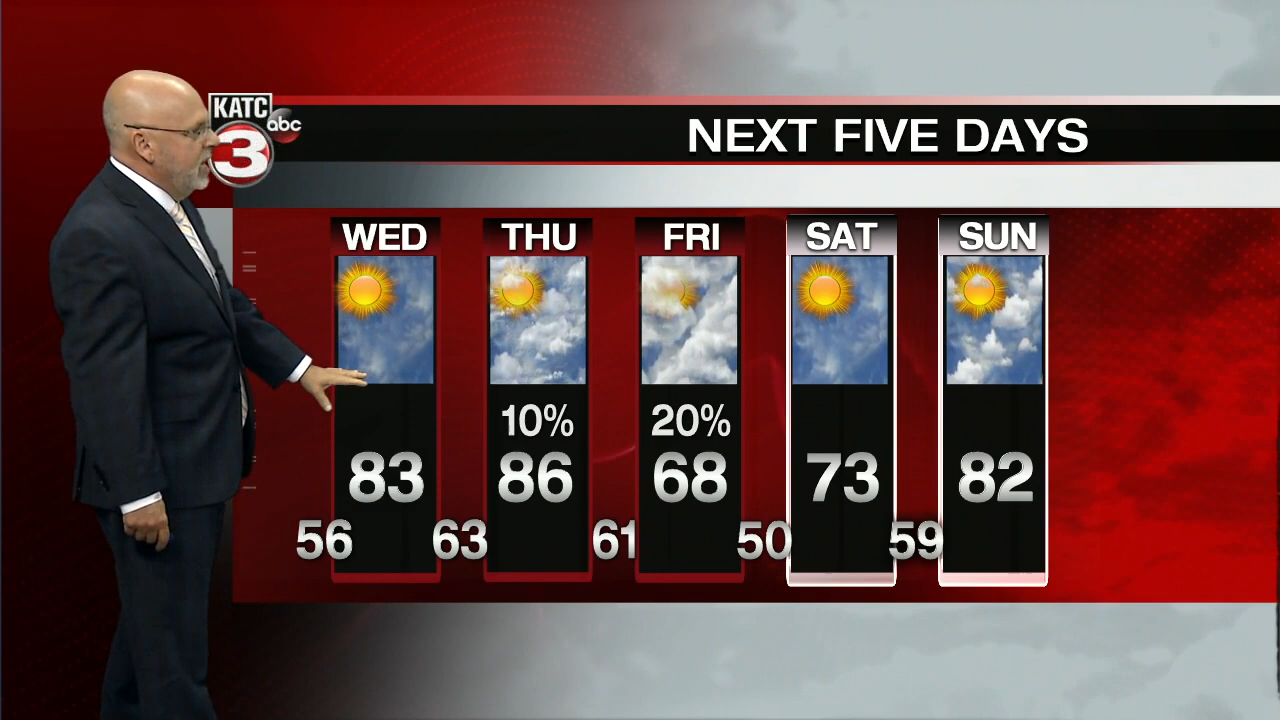 KATC
abc
3
NEXT FIVE DAYS
WED THU FRI SAT SUN
10% 20%
83 86 68 73 82
56 63 61 50 59